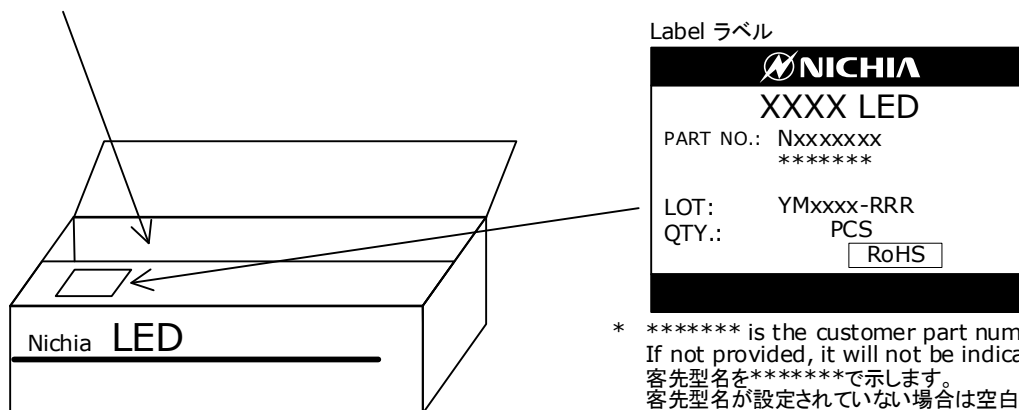 Label ラベル
NICHIA
XXXX LED
PART NO.: Nxxxxxxx
*******
LOT: YMxxxx-RRR
QTY.: PCS
RoHS
Nichia LED
* ******* is the customer part num
If not provided, it will not be indica
客先型名を*******で示します。
客先型名が設定されていない場合は空白